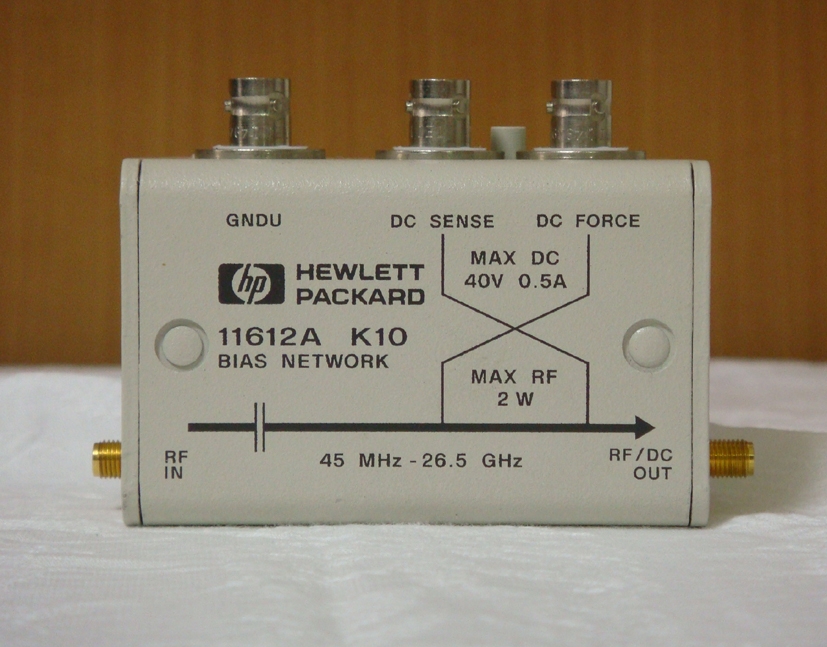 GNDU DC SENSE DC FORCE
MAX DC
40V 0.5A
hp HEWLETT
PACKARD
11612A K10
BIAS NETWORK
MAX RF
2 W
RF
IN
45 MHz - 26.5 GHz
RF/DC
OUT